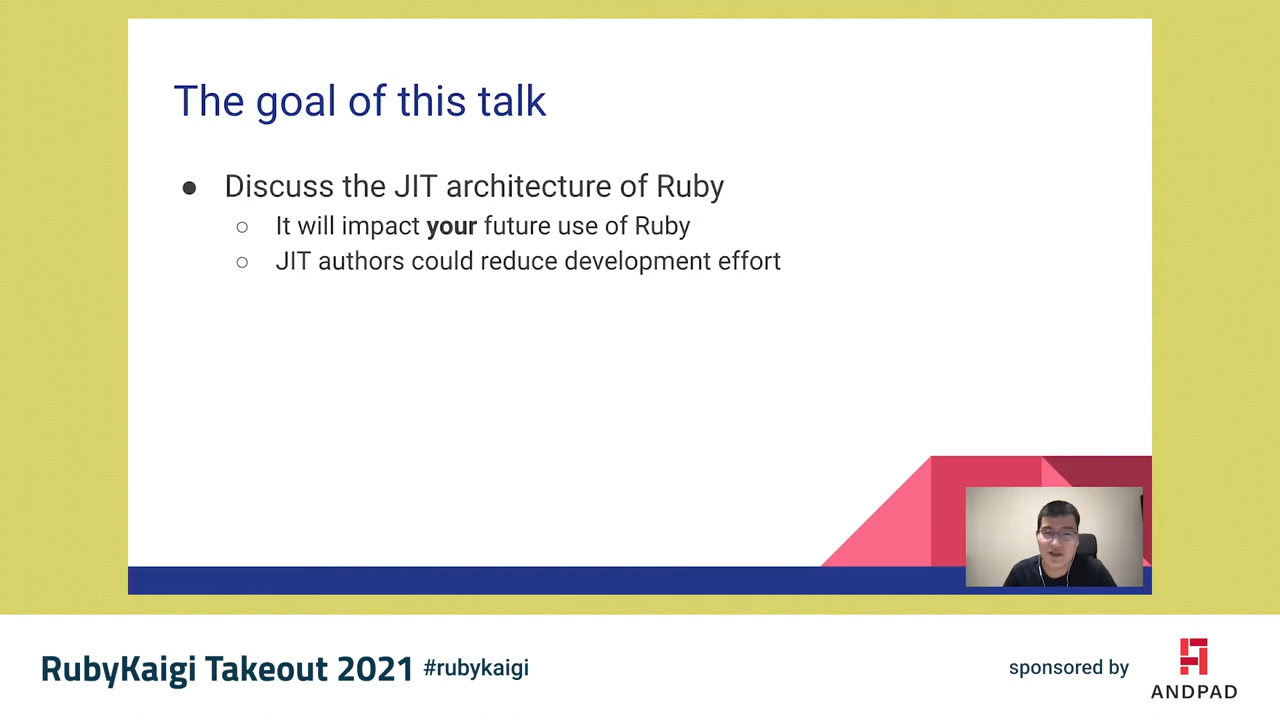 The goal of this talk
● Discuss the JIT architecture of Ruby
○ It will impact your future use of Ruby
○ JIT authors could reduce development effort
RubyKaigi Takeout 2021 #rubykaigi
sponsored by
ANDPAD